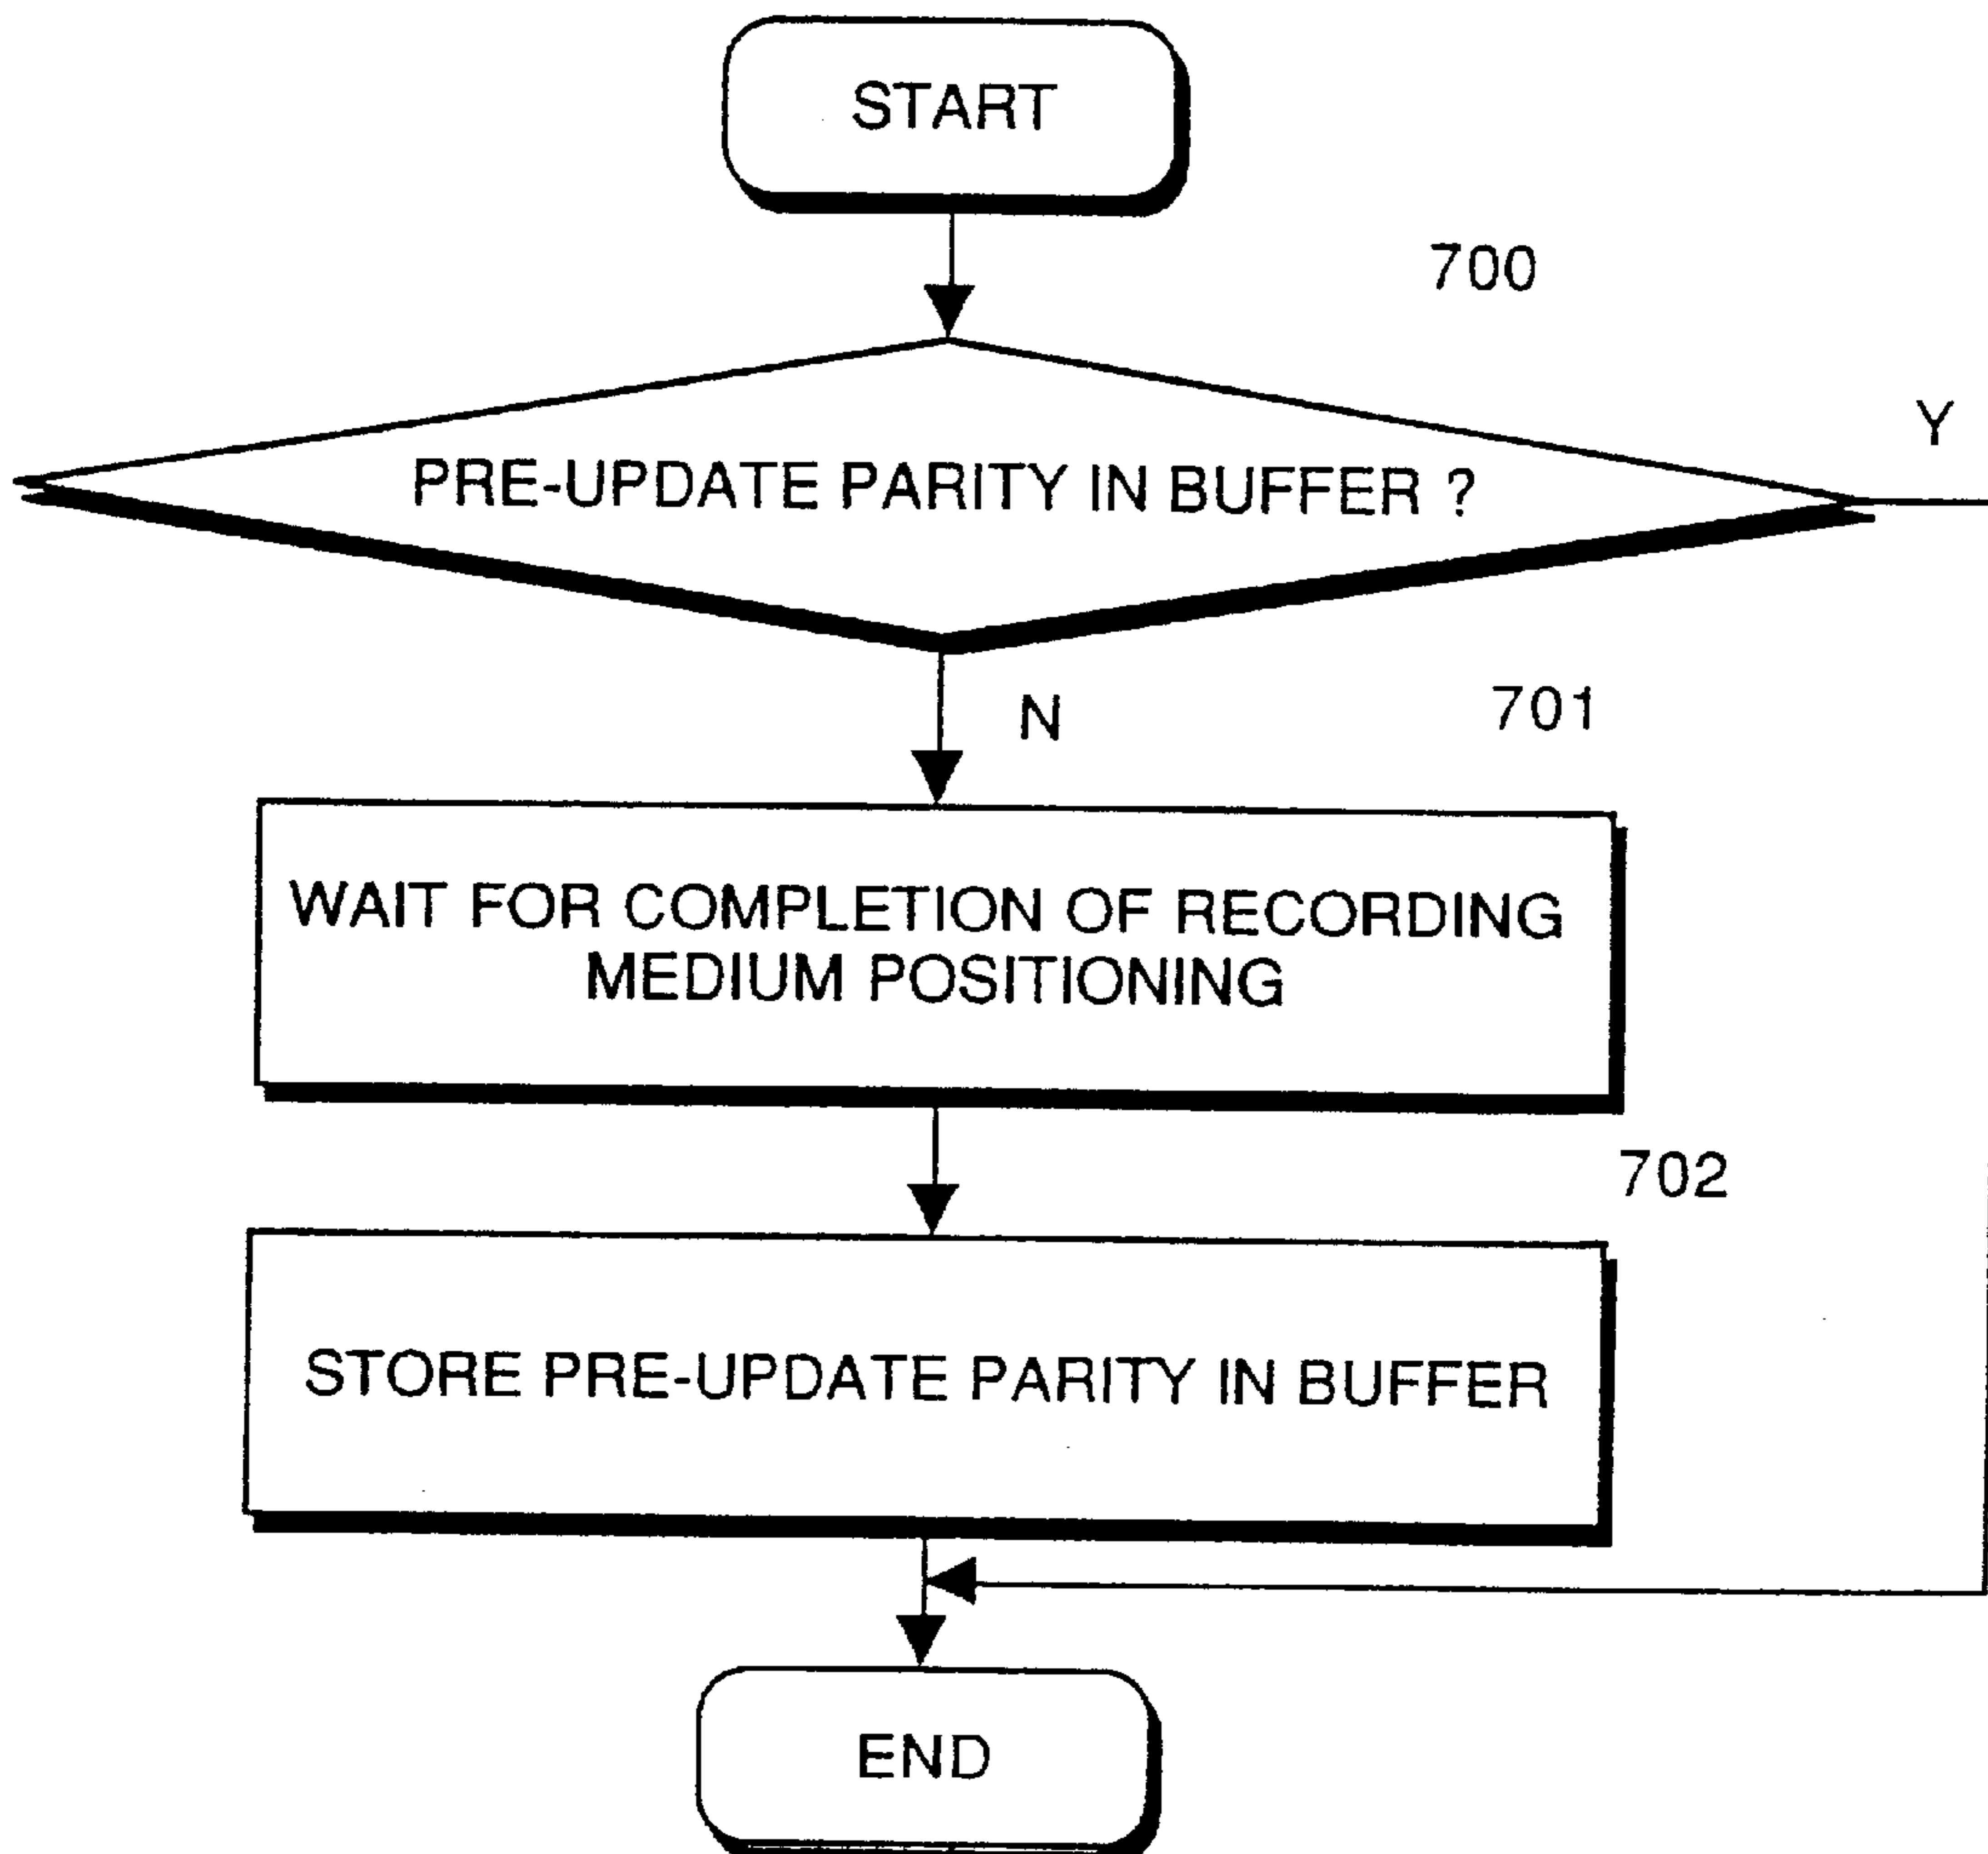 START
700
Y
PRE-UPDATE PARITY IN BUFFER ?
N
701
WAIT FOR COMPLETION OF RECORDING
MEDIUM POSITIONING
702
STORE PRE-UPDATE PARITY IN BUFFER
END